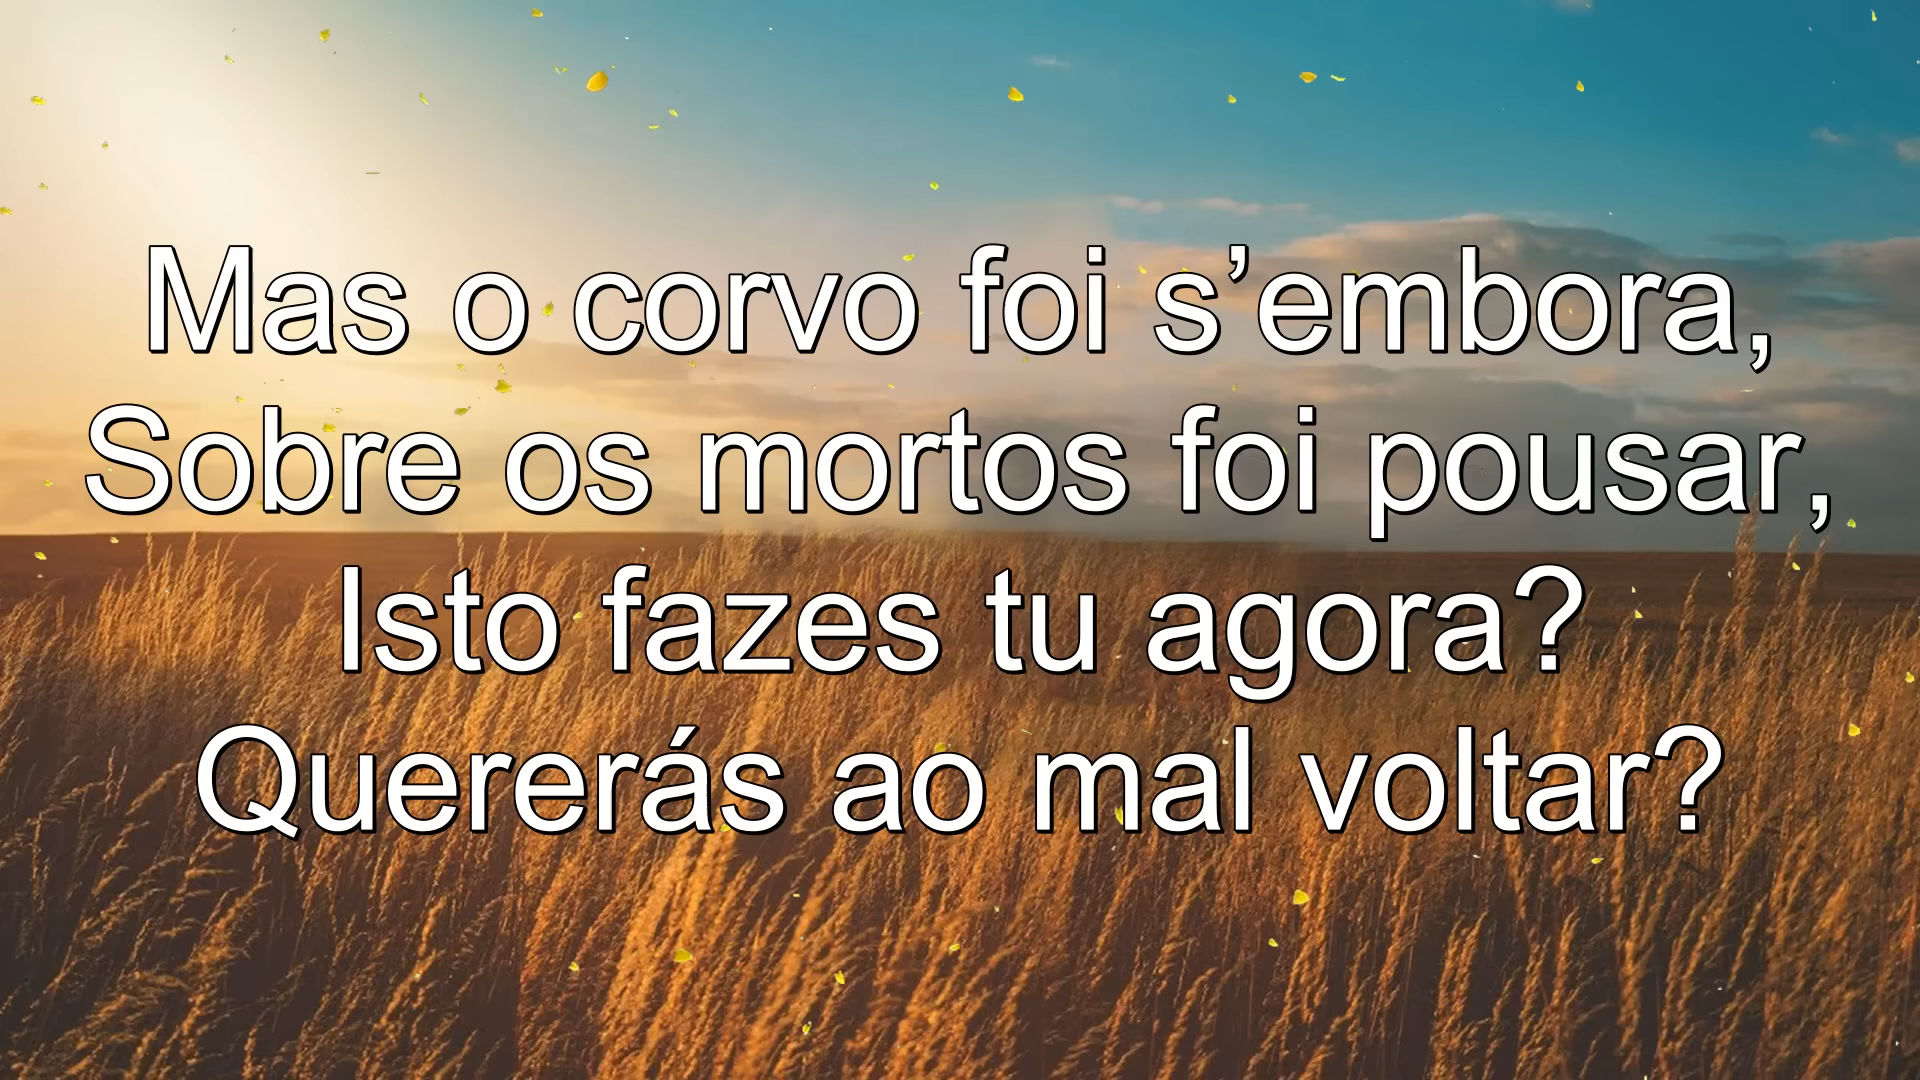 Mas o corvo foi s’embora,
Sobre os mortos foi pousar,
Isto fazes tu agora?
Quererás ao mal voltar?